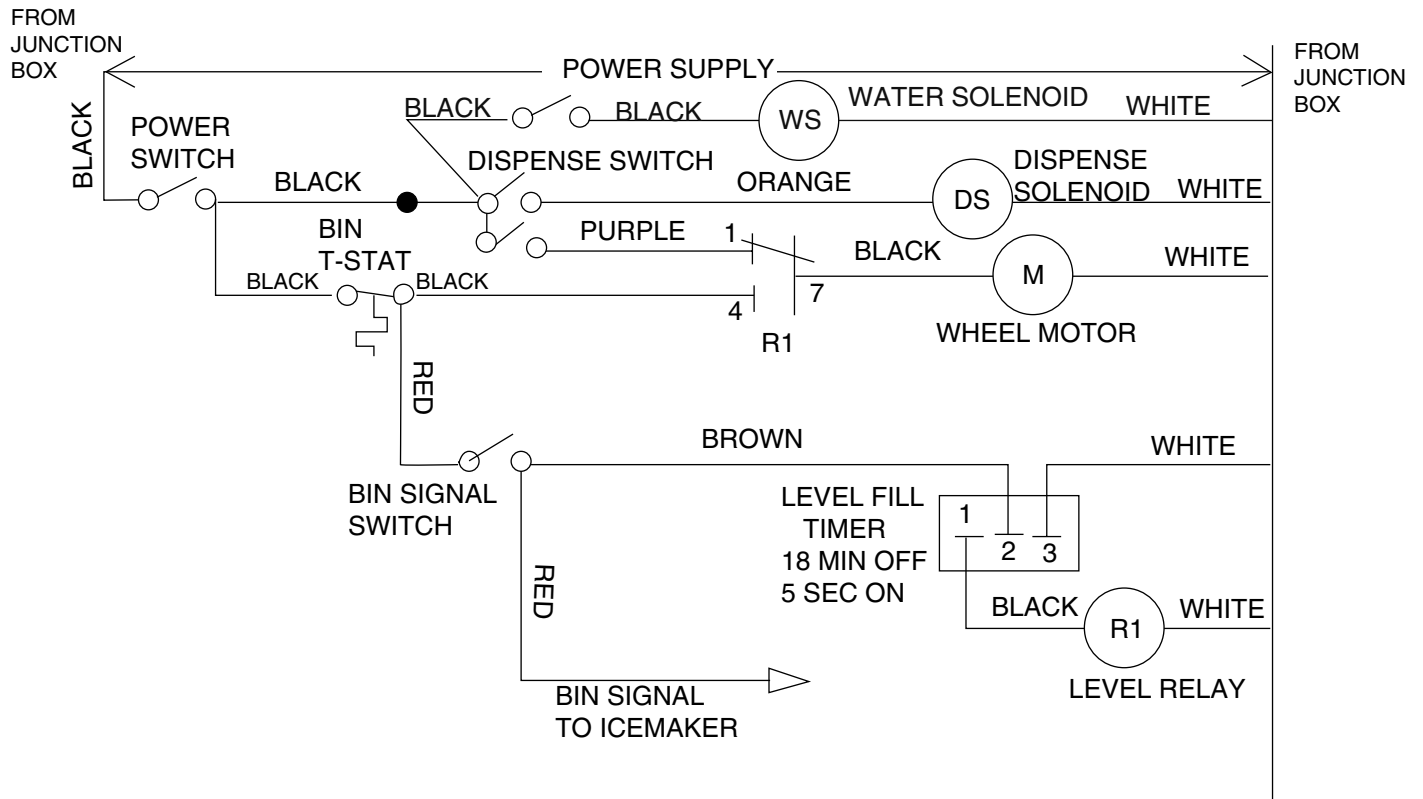 FROM
JUNCTION
BOX
POWER SUPPLY
FROM
JUNCTION
BOX
BLACK
POWER
SWITCH
BLACK
BLACK
WS
WATER SOLENOID
WHITE
DISPENSE SWITCH
BLACK
ORANGE
DS
DISPENSE
SOLENOID
WHITE
BIN
T-STAT
PURPLE
1
BLACK
M
WHITE
BLACK
BLACK
4
7
R1
WHEEL MOTOR
RED
BROWN
WHITE
BIN SIGNAL
SWITCH
LEVEL FILL
TIMER
18 MIN OFF
5 SEC ON
1
2
3
RED
BLACK
R1
WHITE
LEVEL RELAY
BIN SIGNAL
TO ICEMAKER